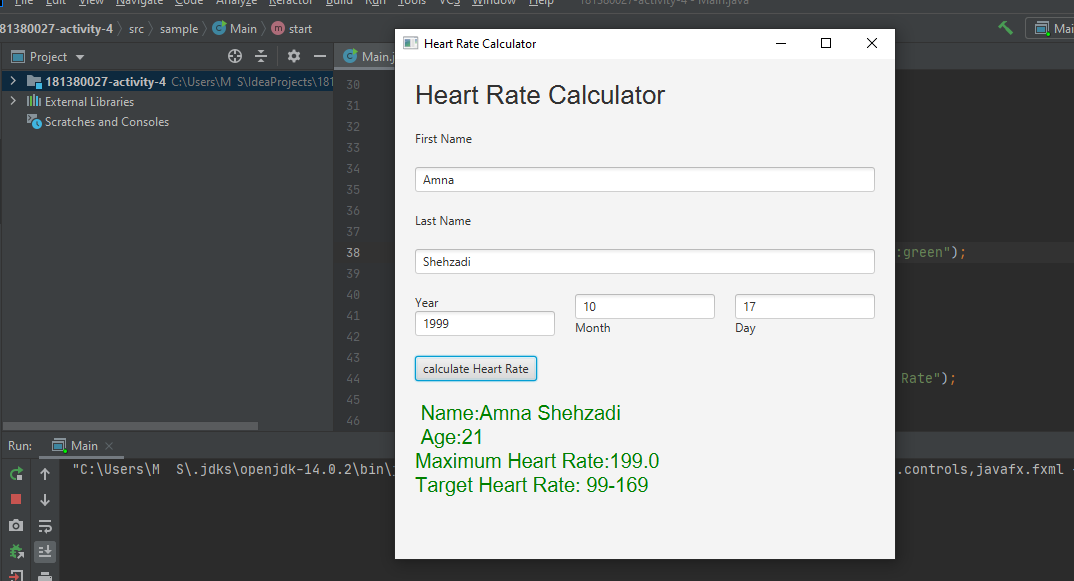 File Edit View Navigate Code Analyze Refactor Build Run Tools VCS Window Help 181380027-activity-4 - Main.java
81380027-activity-4 src sample Main start Mai
Project
Main.j
181380027-activity-4 C:\Users\M S\IdeaProjects\181
External Libraries
Scratches and Consoles
30
31
32
33
34
35
36
37
38
39
40
41
42
43
44
45
46
:green");
Rate");
Heart Rate Calculator
Heart Rate Calculator
First Name
Amna
Last Name
Shehzadi
Year
1999
10
Month
17
Day
calculate Heart Rate
Name:Amna Shehzadi
Age:21
Maximum Heart Rate:199.0
Target Heart Rate: 99-169
Run: Main
"C:\Users\M S\.jdks\openjdk-14.0.2\bin\ .controls,javafx.fxml